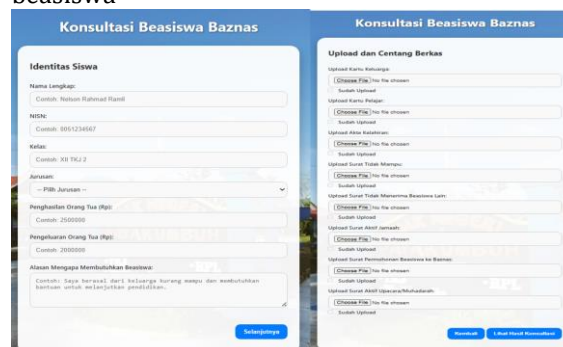 beasiswa
Konsultasi Beasiswa Baznas
Identitas Siswa
Nama Lengkap:
Contoh: Nelson Rahmad Ramil
NISN:
Contoh: 0051234567
Kelas:
Contoh: XII TKJ 2
Jurusan:
-- Pilih Jurusan --
Penghasilan Orang Tua (Rp):
Contoh: 2500000
Pengeluaran Orang Tua (Rp):
Contoh: 2000000
Alasan Mengapa Membutuhkan Beasiswa:
Contoh: Saya berasal dari keluarga kurang mampu dan membutuhkan
bantuan untuk melanjutkan pendidikan.
Selanjutnya
Konsultasi Beasiswa Baznas
Upload dan Centang Berkas
Upload Kartu Keluarga:
Choose File No file chosen
Sudah Upload
Upload Kartu Pelajar:
Choose File No file chosen
Sudah Upload
Upload Akte Kelahiran:
Choose File No file chosen
Sudah Upload
Upload Surat Tidak Mampu:
Choose File No file chosen
Sudah Upload
Upload Surat Tidak Menerima Beasiswa Lain:
Choose File No file chosen
Sudah Upload
Upload Surat Aktif Jamaah:
Choose File No file chosen
Sudah Upload
Upload Surat Permohonan Beasiswa ke Baznas:
Choose File No file chosen
Sudah Upload
Upload Surat Aktif Upacara/Muhadarah:
Choose File No file chosen
Sudah Upload
Kembali
Lihat Hasil Konsultasi